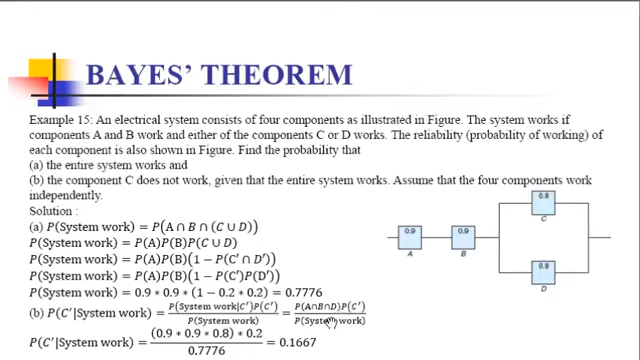 BAYES' THEOREM
Example 15: An electrical system consists of four components as illustrated in Figure. The system works if
components A and B work and either of the components C or D works. The reliability (probability of working) of
each component is also shown in Figure. Find the probability that
(a) the entire system works and
(b) the component C does not work, given that the entire system works. Assume that the four components work
independently.
Solution :
(a) P(System work) = P(A ∩ B ∩ (C ∪ D))
P(System work) = P(A)P(B)P(C ∪ D)
P(System work) = P(A)P(B)(1 − P(C′ ∩ D′))
P(System work) = P(A)P(B)(1 − P(C′)P(D′))
P(System work) = 0.9 * 0.9 * (1 − 0.2 * 0.2) = 0.7776
(b) P(C′|System work) = P(System work|C′)P(C′) / P(System work) = P(A∩B∩D)P(C′) / P(System work)
P(C′|System work) = (0.9 * 0.9 * 0.8) * 0.2 / 0.7776 = 0.1667
0.8
C
0.9
A
0.9
B
0.8
D